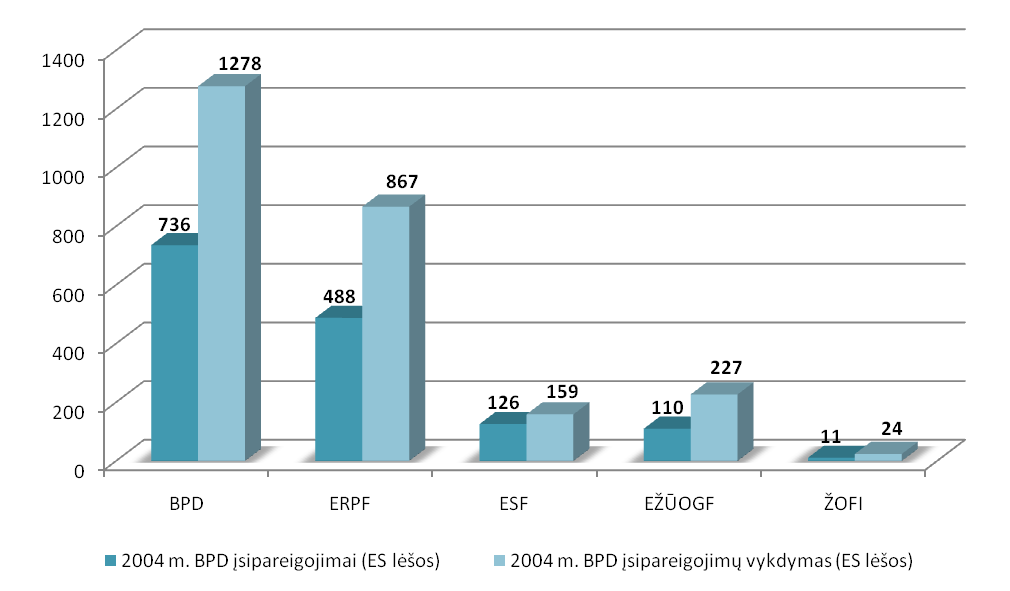 1400
1200
1000
800
600
400
200
0
1278
736
867
488
126
159
110
227
11
24
BPD
ERPF
ESF
EŽŪOGF
ŽOFI
2004 m. BPD įsipareigojimai (ES lėšos)
2004 m. BPD įsipareigojimų vykdymas (ES lėšos)